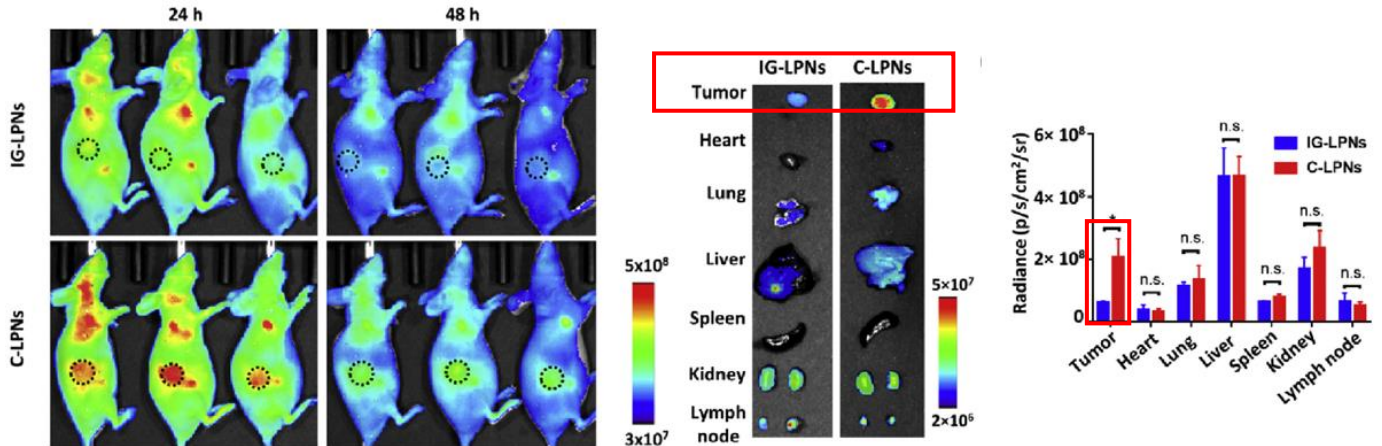 24 h
48 h
IG-LPNs
C-LPNs
5x10⁸
3x10⁷
IG-LPNs
C-LPNs
Tumor
Heart
Lung
Liver
Spleen
Kidney
Lymph
node
5×10⁷
2×10⁶
Radiance (p/s/cm²/sr)
6× 10⁸
4× 10⁸
2× 10⁸
0
*
n.s.
n.s.
n.s.
n.s.
n.s.
n.s.
IG-LPNs
C-LPNs
Tumor
Heart
Lung
Liver
Spleen
Kidney
Lymph node